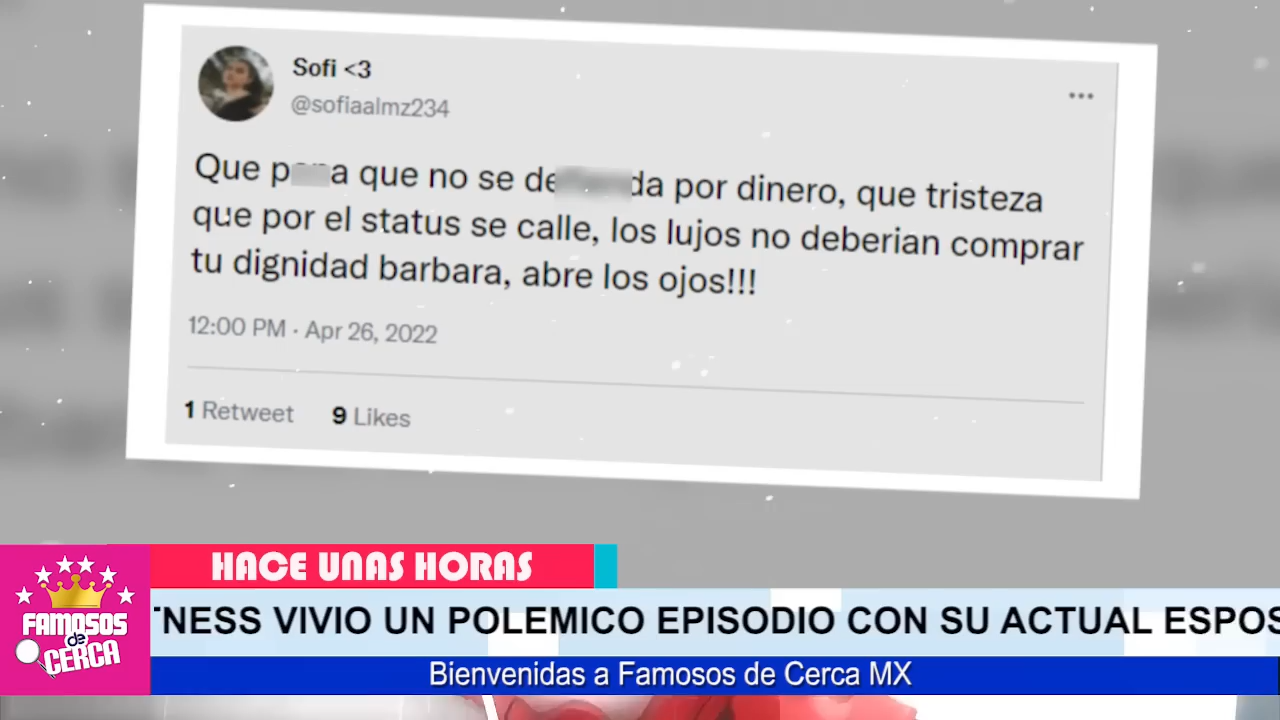 Sofi <3
@sofiaalmz234
Que que no se por dinero, que tristeza
que por el status se calle, los lujos no deberian comprar
tu dignidad barbara, abre los ojos!!!
12:00 PM · Apr 26, 2022
1 Retweet 9 Likes
HACE UNAS HORAS
FAMOSOS
de
CERCA
TNESS VIVIO UN POLEMICO EPISODIO CON SU ACTUAL ESPOS
Bienvenidas a Famosos de Cerca MX